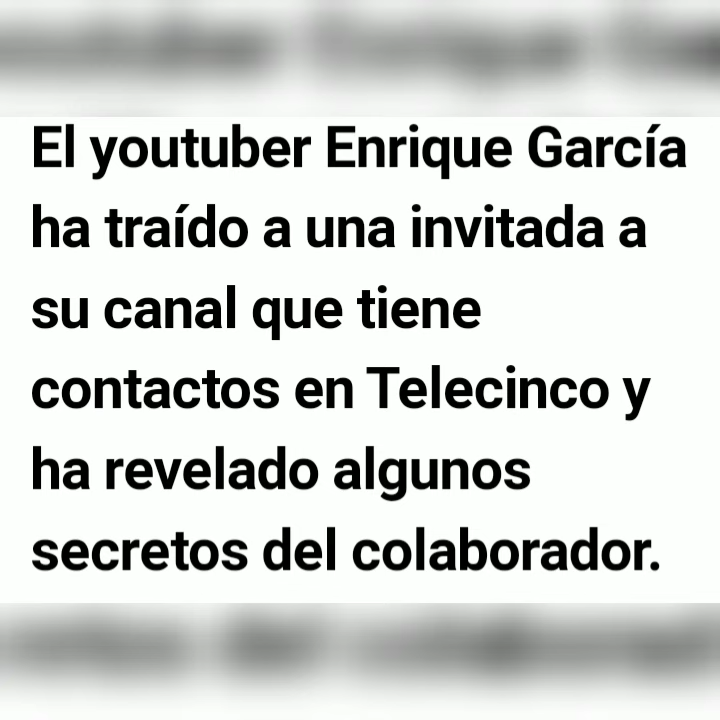 El youtuber Enrique García
ha traído a una invitada a
su canal que tiene
contactos en Telecinco y
ha revelado algunos
secretos del colaborador.